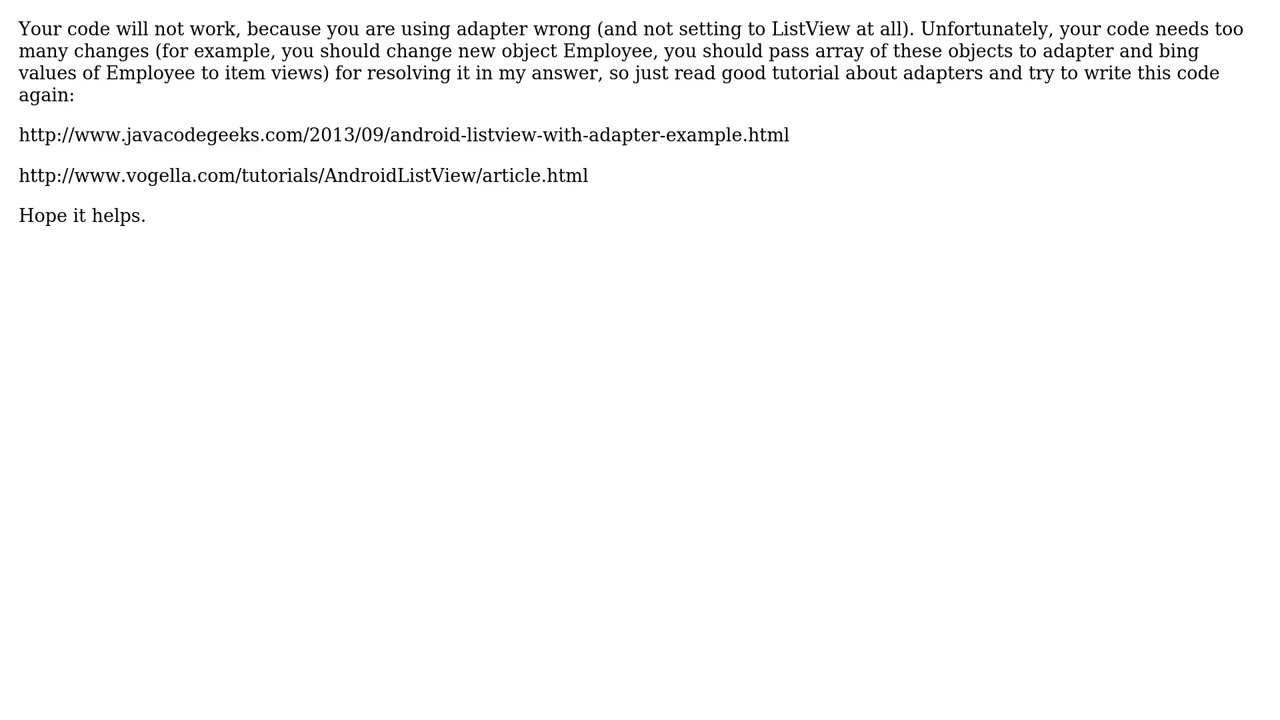 Your code will not work, because you are using adapter wrong (and not setting to ListView at all). Unfortunately, your code needs too
many changes (for example, you should change new object Employee, you should pass array of these objects to adapter and bing
values of Employee to item views) for resolving it in my answer, so just read good tutorial about adapters and try to write this code
again:
http://www.javacodegeeks.com/2013/09/android-listview-with-adapter-example.html
http://www.vogella.com/tutorials/AndroidListView/article.html
Hope it helps.